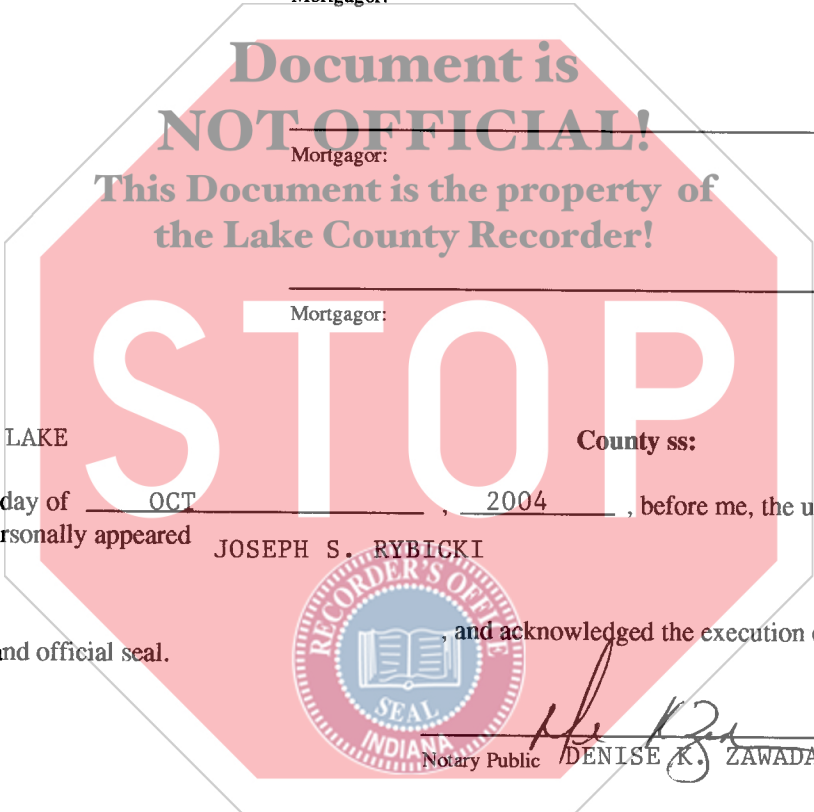 Mortgagor:
Document is
NOT OFFICIAL!
Mortgagor:
This Document is the property of
the Lake County Recorder!
Mortgagor:
STOP
LAKE County ss:
day of OCT , 2004 , before me, the u
rsonally appeared JOSEPH S. RYBICKI
RECORDER'S OFFICE
, and acknowledged the execution
nd official seal.
SEAL
INDIANA
Notary Public DENISE K. ZAWADA